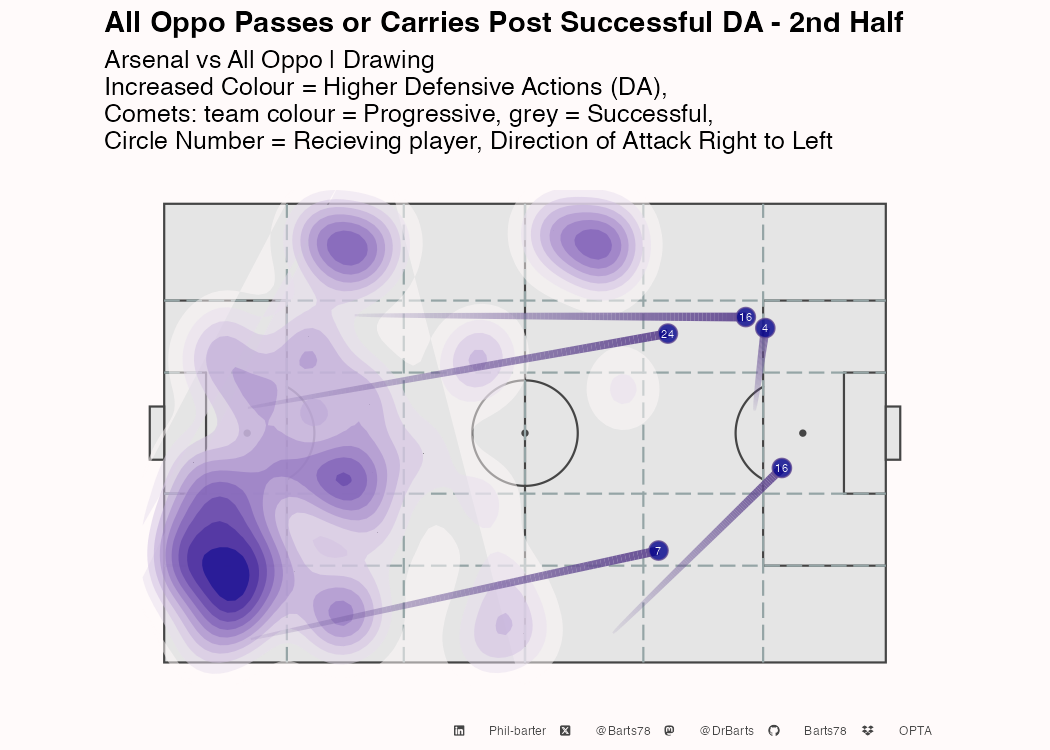 All Oppo Passes or Carries Post Successful DA - 2nd Half
Arsenal vs All Oppo | Drawing
Increased Colour = Higher Defensive Actions (DA),
Comets: team colour = Progressive, grey = Successful,
Circle Number = Recieving player, Direction of Attack Right to Left
16
4
24
16
7
Phil-barter @Barts78 @DrBarts Barts78 OPTA